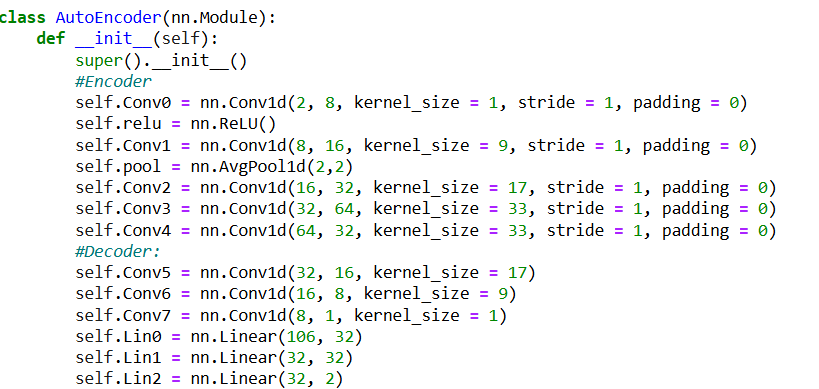 class AutoEncoder(nn.Module):
    def __init__(self):
        super().__init__()
        #Encoder
        self.Conv0 = nn.Conv1d(2, 8, kernel_size = 1, stride = 1, padding = 0)
        self.relu = nn.ReLU()
        self.Conv1 = nn.Conv1d(8, 16, kernel_size = 9, stride = 1, padding = 0)
        self.pool = nn.AvgPool1d(2,2)
        self.Conv2 = nn.Conv1d(16, 32, kernel_size = 17, stride = 1, padding = 0)
        self.Conv3 = nn.Conv1d(32, 64, kernel_size = 33, stride = 1, padding = 0)
        self.Conv4 = nn.Conv1d(64, 32, kernel_size = 33, stride = 1, padding = 0)
        #Decoder:
        self.Conv5 = nn.Conv1d(32, 16, kernel_size = 17)
        self.Conv6 = nn.Conv1d(16, 8, kernel_size = 9)
        self.Conv7 = nn.Conv1d(8, 1, kernel_size = 1)
        self.Lin0 = nn.Linear(106, 32)
        self.Lin1 = nn.Linear(32, 32)
        self.Lin2 = nn.Linear(32, 2)